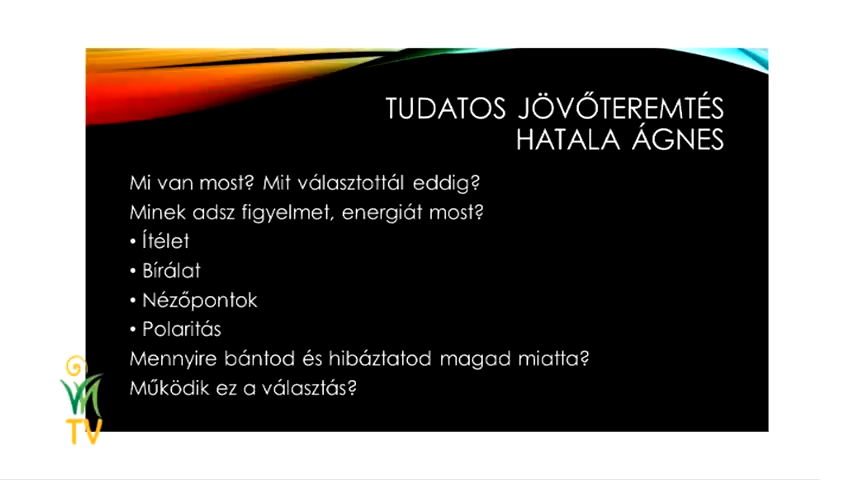 TUDATOS JÖVŐTEREMTÉS
HATALA ÁGNES
Mi van most? Mit választottál eddig?
Minek adsz figyelmet, energiát most?
• Ítélet
• Bírálat
• Nézőpontok
• Polaritás
Mennyire bántod és hibáztatod magad miatta?
Működik ez a választás?
TV